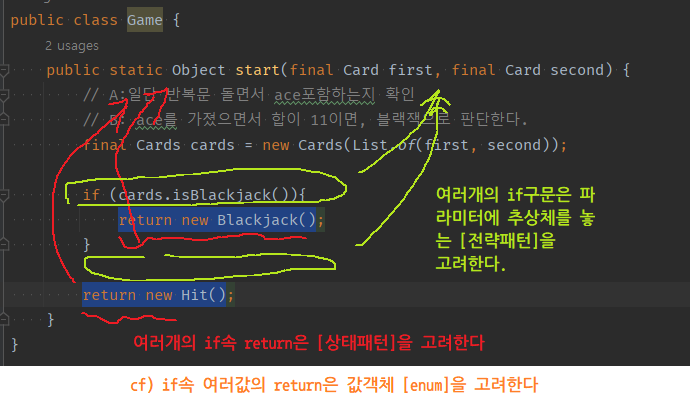 public class Game {
2 usages
public static Object start(final Card first, final Card second) {
// A:일단 반복문 돌면서 ace포함하는지 확인
// B: ace를 가졌으면서 합이 11이면, 블랙잭으로 판단한다.
final Cards cards = new Cards(List.of(first, second));
if (cards.isBlackjack()){
return new Blackjack();
}
return new Hit();
}
}
여러개의 if구문은 파
라미터에 추상체를 놓
는 [전략패턴]을
고려한다.
여러개의 if속 return은 [상태패턴]을 고려한다
cf) if속 여러값의 return은 값객체 [enum]을 고려한다